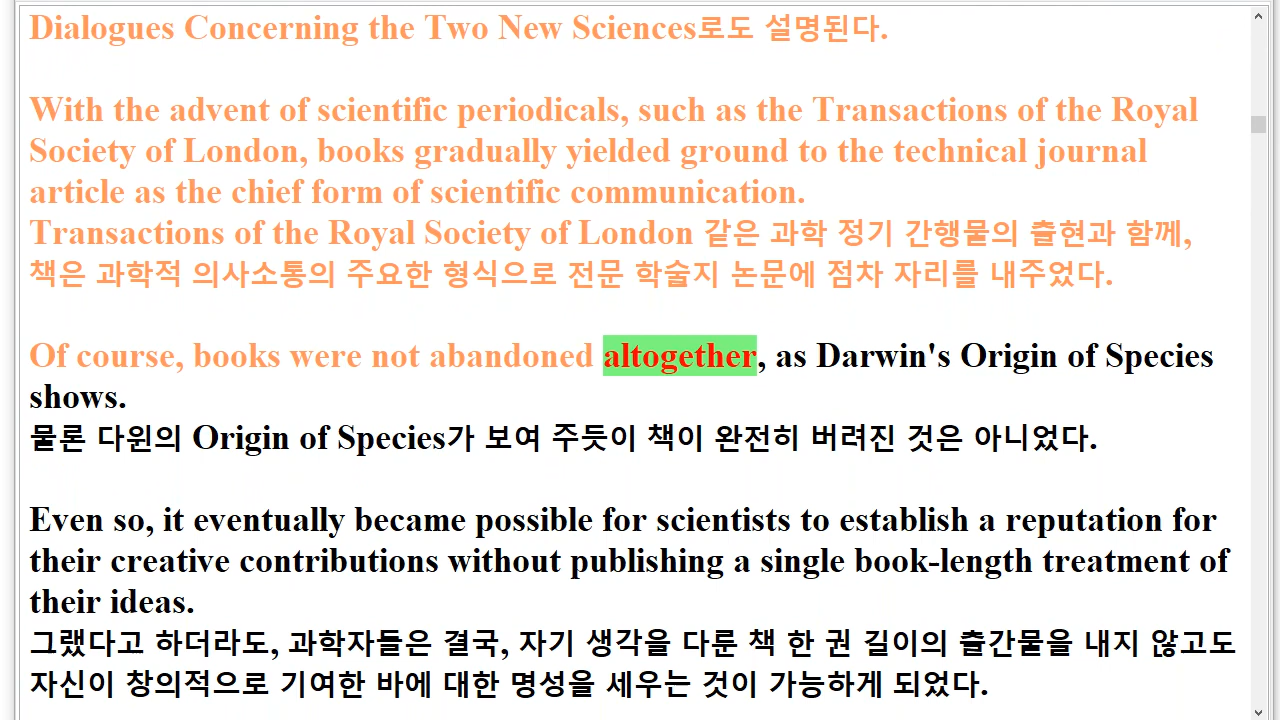 Dialogues Concerning the Two New Sciences로도 설명된다.
With the advent of scientific periodicals, such as the Transactions of the Royal
Society of London, books gradually yielded ground to the technical journal
article as the chief form of scientific communication.
Transactions of the Royal Society of London 같은 과학 정기 간행물의 출현과 함께,
책은 과학적 의사소통의 주요한 형식으로 전문 학술지 논문에 점차 자리를 내주었다.
Of course, books were not abandoned altogether, as Darwin's Origin of Species
shows.
물론 다윈의 Origin of Species가 보여 주듯이 책이 완전히 버려진 것은 아니었다.
Even so, it eventually became possible for scientists to establish a reputation for
their creative contributions without publishing a single book-length treatment of
their ideas.
그랬다고 하더라도, 과학자들은 결국, 자기 생각을 다룬 책 한 권 길이의 출간물을 내지 않고도
자신이 창의적으로 기여한 바에 대한 명성을 세우는 것이 가능하게 되었다.